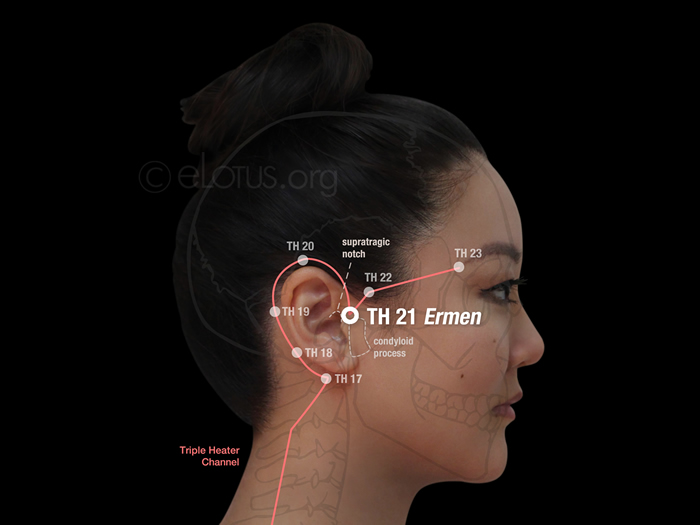 © eLotus.org
TH 20
supratragic
notch
TH 23
TH 22
TH 19
TH 21 Ermen
condyloid
process
TH 18
TH 17
Triple Heater
Channel